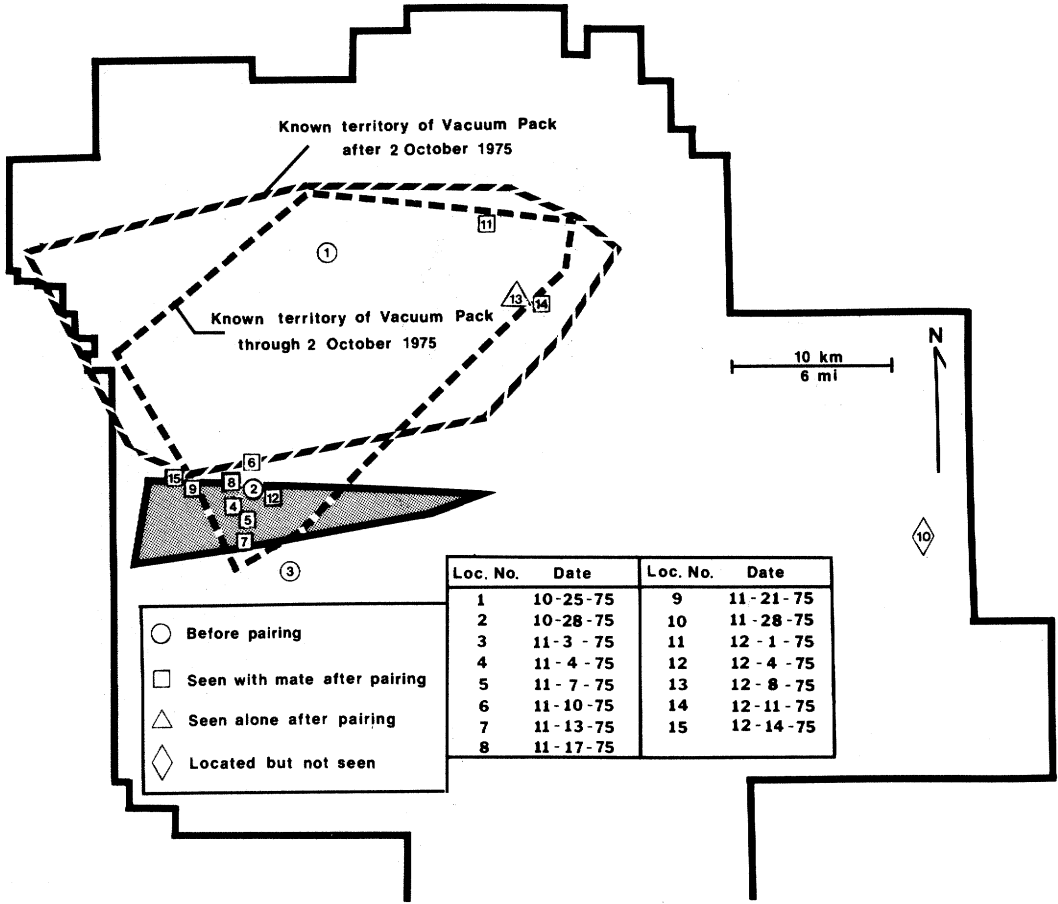 Known territory of Vacuum Pack
after 2 October 1975
11
1
13
14
Known territory of Vacuum Pack
through 2 October 1975
N
10 km
6 mi
6
15
9
8
2
12
4
5
7
3
10
Loc. No. Date Loc. No. Date
1 10-25-75 9 11-21-75
2 10-28-75 10 11-28-75
3 11-3-75 11 12-1-75
4 11-4-75 12 12-4-75
5 11-7-75 13 12-8-75
6 11-10-75 14 12-11-75
7 11-13-75 15 12-14-75
8 11-17-75
Before pairing
Seen with mate after pairing
Seen alone after pairing
Located but not seen